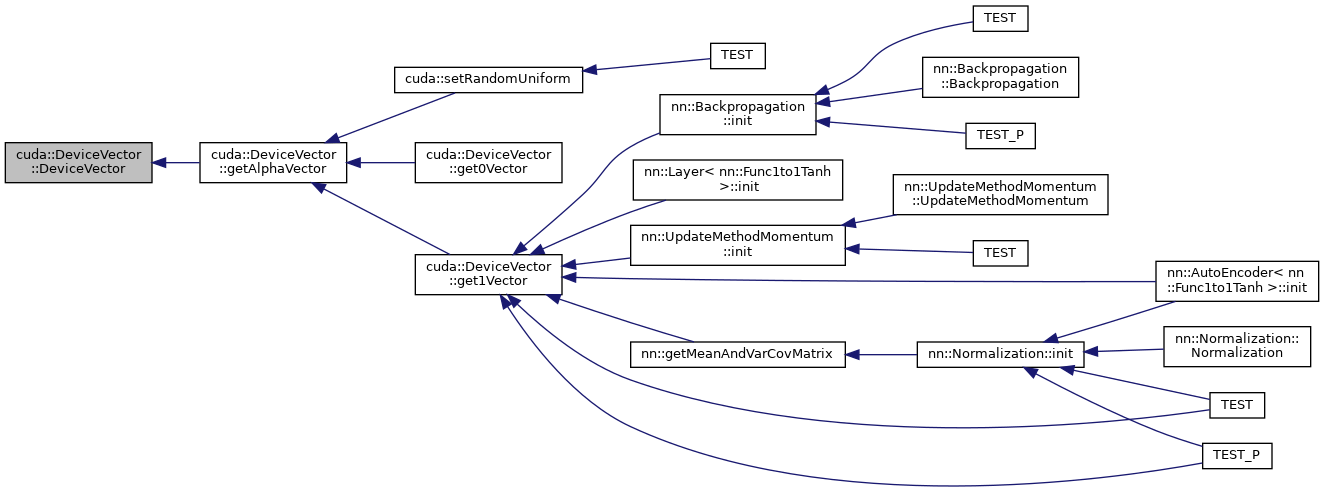 cuda::DeviceVector
::DeviceVector
cuda::DeviceVector
::getAlphaVector
cuda::setRandomUniform
TEST
cuda::DeviceVector
::get0Vector
cuda::DeviceVector
::get1Vector
nn::Backpropagation
::init
TEST
nn::Backpropagation
::Backpropagation
TEST_P
nn::Layer< nn::Func1to1Tanh
>::init
nn::UpdateMethodMomentum
::init
nn::UpdateMethodMomentum
::UpdateMethodMomentum
TEST
nn::AutoEncoder< nn
::Func1to1Tanh >::init
nn::getMeanAndVarCovMatrix
nn::Normalization::init
nn::Normalization::
Normalization
TEST
TEST_P